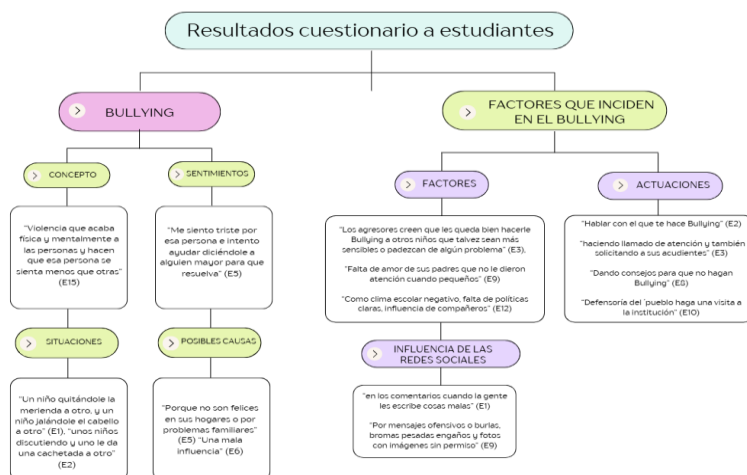 Resultados cuestionario a estudiantes
BULLYING
FACTORES QUE INCIDEN
EN EL BULLYING
CONCEPTO
SENTIMIENTOS
"Violencia que acaba
física y mentalmente a
las personas y hacen
que esa persona se
sienta menos que otras"
(E15)
"Me siento triste por
esa persona e intento
ayudar diciéndole a
alguien mayor para que
resuelva"
(E5)
SITUACIONES
POSIBLES CAUSAS
"Un niño quitándole la
merienda a otro, y un
niño jalándole el cabello
a otro" (E1), "unos niños
discutiendo y uno le da
una cachetada a otro"
(E2)
"Porque no son felices
en sus hogares o por
problemas familiares"
(E5) "Una mala
influencia" (E6)
FACTORES
ACTUACIONES
"Los agresores creen que les queda bien hacerle
Bullying a otros niños que talvez sean más
sensibles o padezcan de algún problema" (E3),
"Falta de amor de sus padres que no le dieron
atención cuando pequeños" (E9)
"Como clima escolar negativo, falta de políticas
claras, influencia de compañeros" (E12)
"Hablar con el que te hace Bullying" (E2)
"haciendo llamado de atención y también
solicitando a sus acudientes" (E3)
"Dando consejos para que no hagan
Bullying" (E8)
"Defensoría del ´pueblo haga una visita a
la institución" (E10)
INFLUENCIA DE LAS
REDES SOCIALES
"en los comentarios cuando la gente
les escribe cosas malas" (E1)
"Por mensajes ofensivos o burlas,
bromas pesadas engaños y fotos
con imágenes sin permiso" (E9)